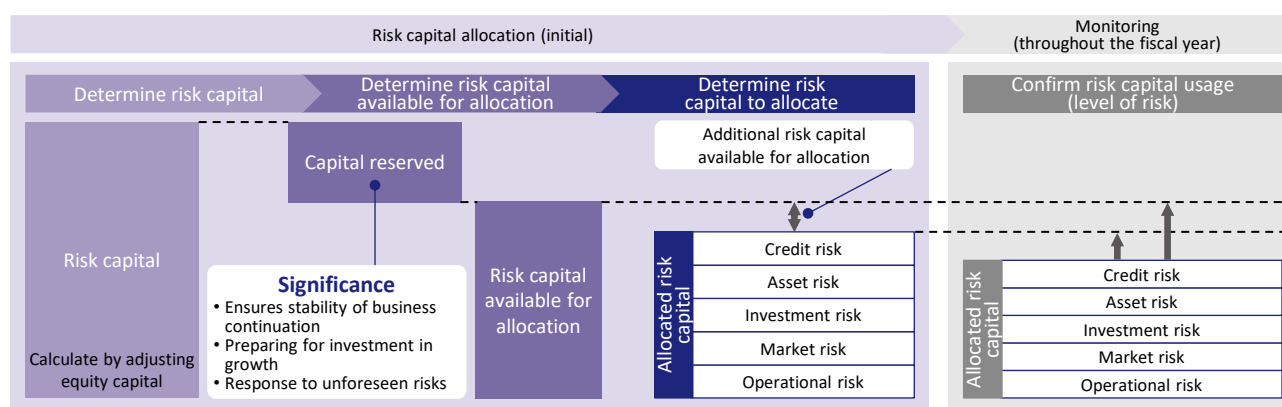 Risk capital allocation (initial)
Monitoring
(throughout the fiscal year)
Determine risk capital
Determine risk capital
available for allocation
Determine risk
capital to allocate
Confirm risk capital usage
(level of risk)
Risk capital
Calculate by adjusting
equity capital
Capital reserved
Significance
• Ensures stability of business
continuation
• Preparing for investment in
growth
• Response to unforeseen risks
Risk capital
available for
allocation
Additional risk capital
available for allocation
Allocated risk
capital
Credit risk
Asset risk
Investment risk
Market risk
Operational risk
Allocated risk
capital
Credit risk
Asset risk
Investment risk
Market risk
Operational risk